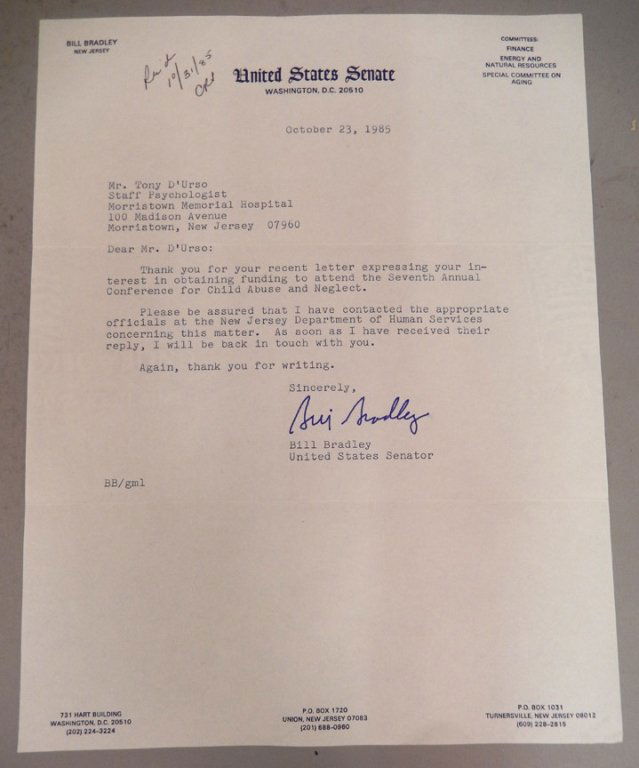 BILL BRADLEY
NEW JERSEY
10/31/85
United States Senate
WASHINGTON, D.C. 20510
COMMITTEES:
FINANCE
ENERGY AND
NATURAL RESOURCES
SPECIAL COMMITTEE ON
AGING
October 23, 1985
Mr. Tony D'Urso
Staff Psychologist
Morristown Memorial Hospital
100 Madison Avenue
Morristown, New Jersey 07960
Dear Mr. D'Urso:
Thank you for your recent letter expressing your in-
terest in obtaining funding to attend the Seventh Annual
Conference for Child Abuse and Neglect.
Please be assured that I have contacted the appropriate
officials at the New Jersey Department of Human Services
concerning this matter. As soon as I have received their
reply, I will be back in touch with you.
Again, thank you for writing.
Sincerely,
Bill Bradley
Bill Bradley
United States Senator
BB/gml
731 HART BUILDING
WASHINGTON, D.C. 20510
(202) 224-3224
P.O. BOX 1720
UNION, NEW JERSEY 07083
(201) 688-0960
P.O. BOX 1031
TURNERSVILLE, NEW JERSEY 08012
(609) 228-2815